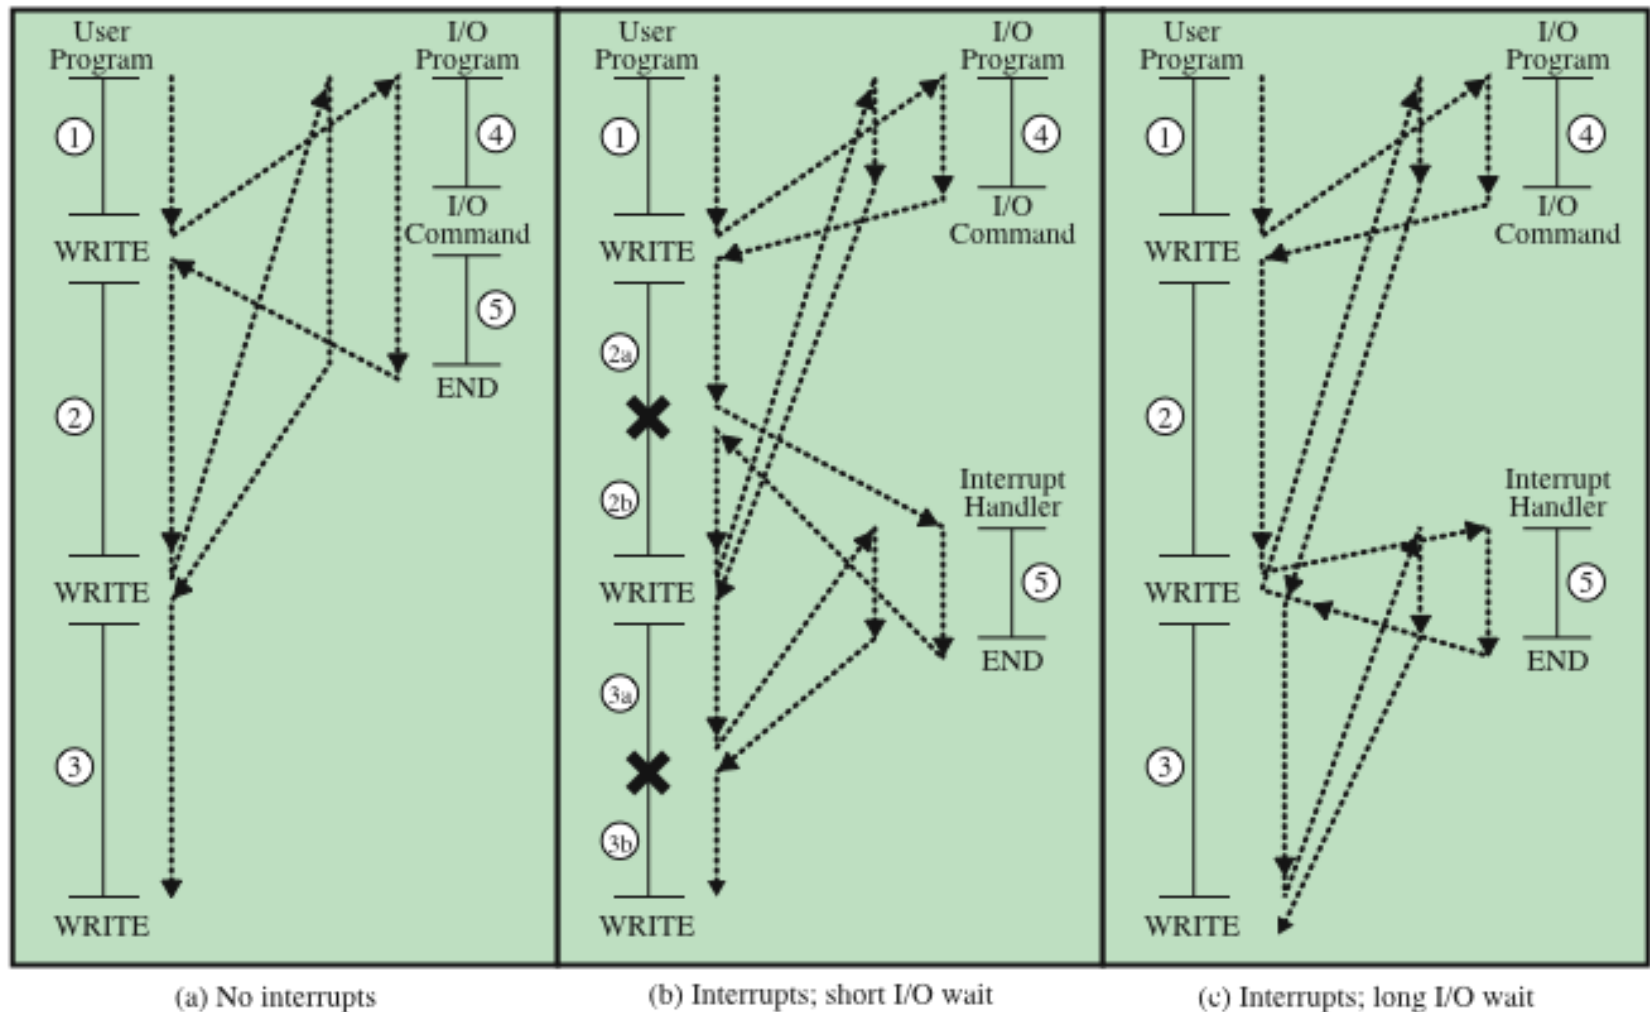 User
Program
I/O
Program
1
4
I/O
Command
WRITE
5
END
2
WRITE
3
WRITE
(a) No interrupts
User
Program
I/O
Program
1
4
I/O
Command
WRITE
2a
2b
Interrupt
Handler
WRITE
5
END
3a
3b
WRITE
(b) Interrupts; short I/O wait
User
Program
I/O
Program
1
4
I/O
Command
WRITE
2
Interrupt
Handler
WRITE
5
END
3
WRITE
(c) Interrupts; long I/O wait